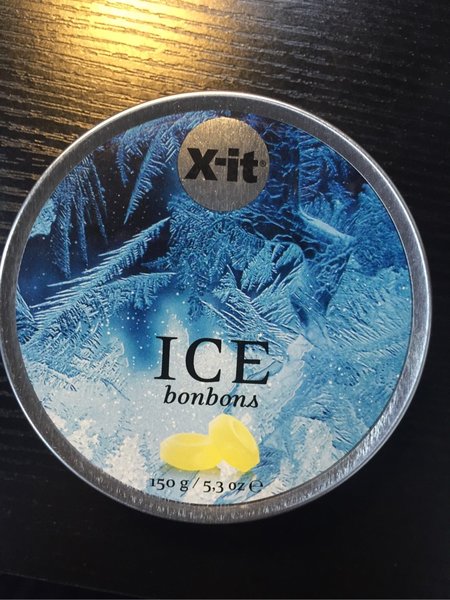 X-it®
ICE
bonbons
150 g / 5,3 oz ℮